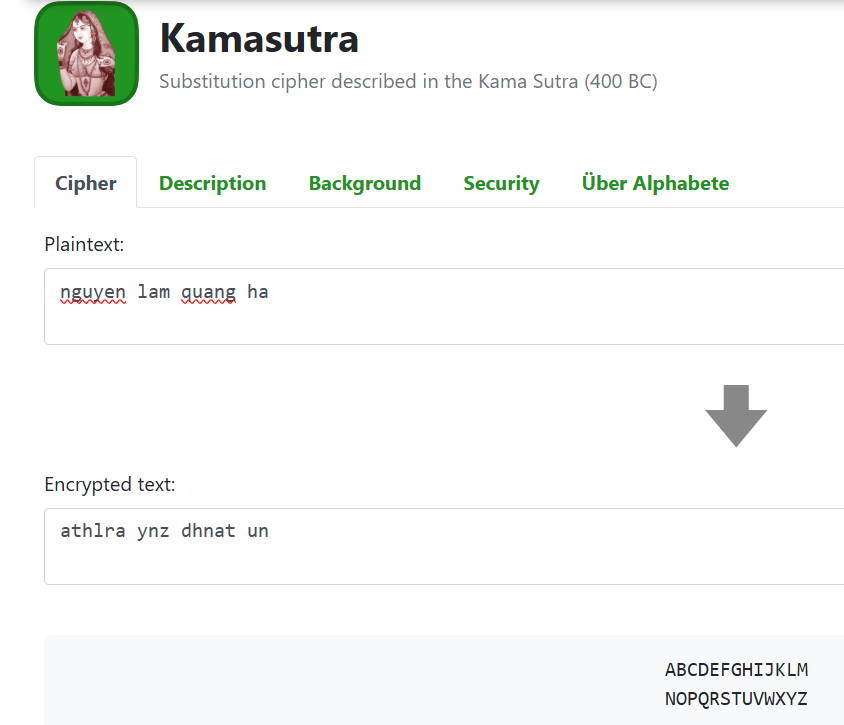 Kamasutra
Substitution cipher described in the Kama Sutra (400 BC)
Cipher Description Background Security Über Alphabete
Plaintext:
nguyen lam quang ha
Encrypted text:
athlra ynz dhnat un
ABCDEFGHIJKLM
NOPQRSTUVWXYZ